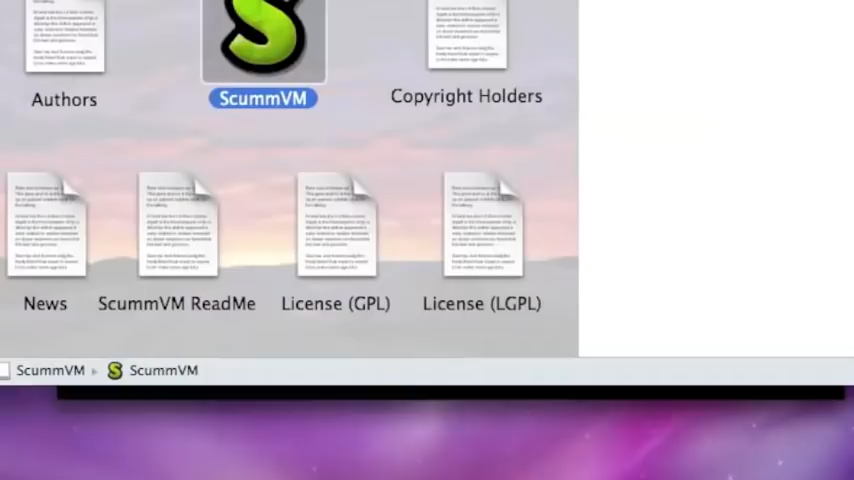 Authors
ScummVM
Copyright Holders
News
ScummVM ReadMe
License (GPL)
License (LGPL)
ScummVM
ScummVM